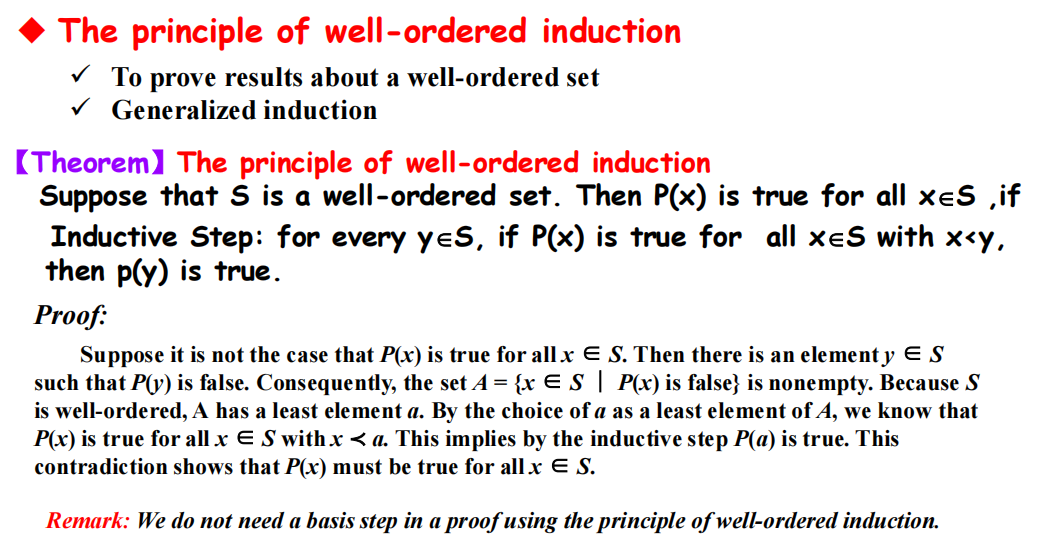 ◆ The principle of well-ordered induction
✓ To prove results about a well-ordered set
✓ Generalized induction
【Theorem】The principle of well-ordered induction
Suppose that S is a well-ordered set. Then P(x) is true for all x∈S ,if
Inductive Step: for every y∈S, if P(x) is true for all x∈S with x<y,
then p(y) is true.
Proof:
Suppose it is not the case that P(x) is true for all x ∈ S. Then there is an element y ∈ S
such that P(y) is false. Consequently, the set A = {x ∈ S | P(x) is false} is nonempty. Because S
is well-ordered, A has a least element a. By the choice of a as a least element of A, we know that
P(x) is true for all x ∈ S with x ≺ a. This implies by the inductive step P(a) is true. This
contradiction shows that P(x) must be true for all x ∈ S.
Remark: We do not need a basis step in a proof using the principle of well-ordered induction.